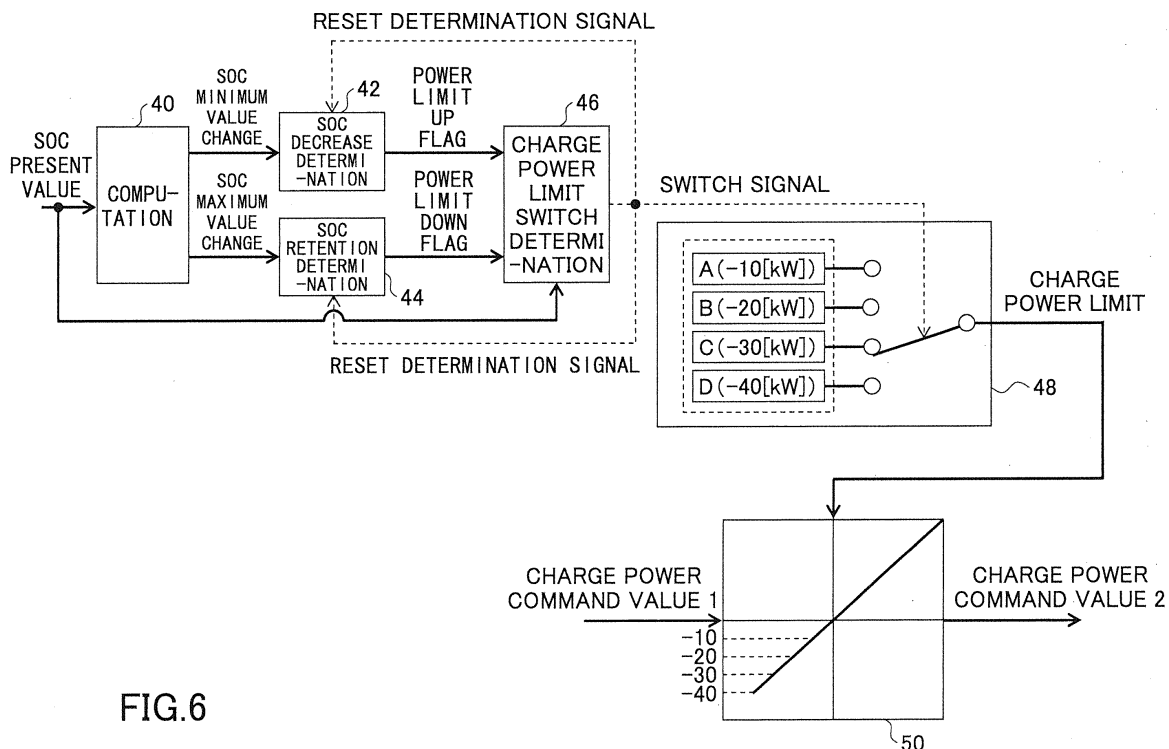 RESET DETERMINATION SIGNAL
SOC
PRESENT
VALUE
40
COMPU-
TATION
SOC
MINIMUM
VALUE
CHANGE
SOC
MAXIMUM
VALUE
CHANGE
42
SOC
DECREASE
DETERMI
-NATION
SOC
RETENTION
DETERMI
-NATION
44
POWER
LIMIT
UP
FLAG
POWER
LIMIT
DOWN
FLAG
46
CHARGE
POWER
LIMIT
SWITCH
DETERMI
-NATION
RESET DETERMINATION SIGNAL
SWITCH SIGNAL
A(-10[kW])
B(-20[kW])
C(-30[kW])
D(-40[kW])
48
CHARGE
POWER LIMIT
CHARGE POWER
COMMAND VALUE 1
-10
-20
-30
-40
CHARGE POWER
COMMAND VALUE 2
50
FIG.6